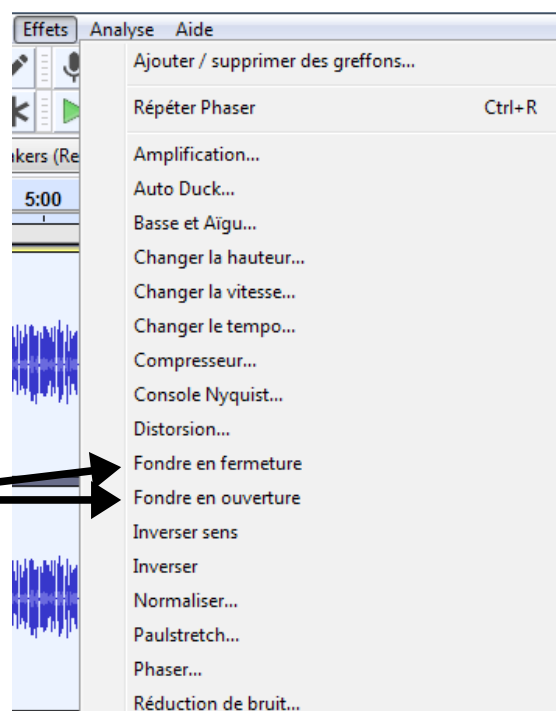 Effets Analyse Aide
Ajouter / supprimer des greffons...
Répéter Phaser Ctrl+R
kers (Re
Amplification...
5:00
Auto Duck...
Basse et Aïgu...
Changer la hauteur...
Changer la vitesse...
Changer le tempo...
Compresseur...
Console Nyquist...
Distorsion...
Fondre en fermeture
Fondre en ouverture
Inverser sens
Inverser
Normaliser...
Paulstretch...
Phaser...
Réduction de bruit...